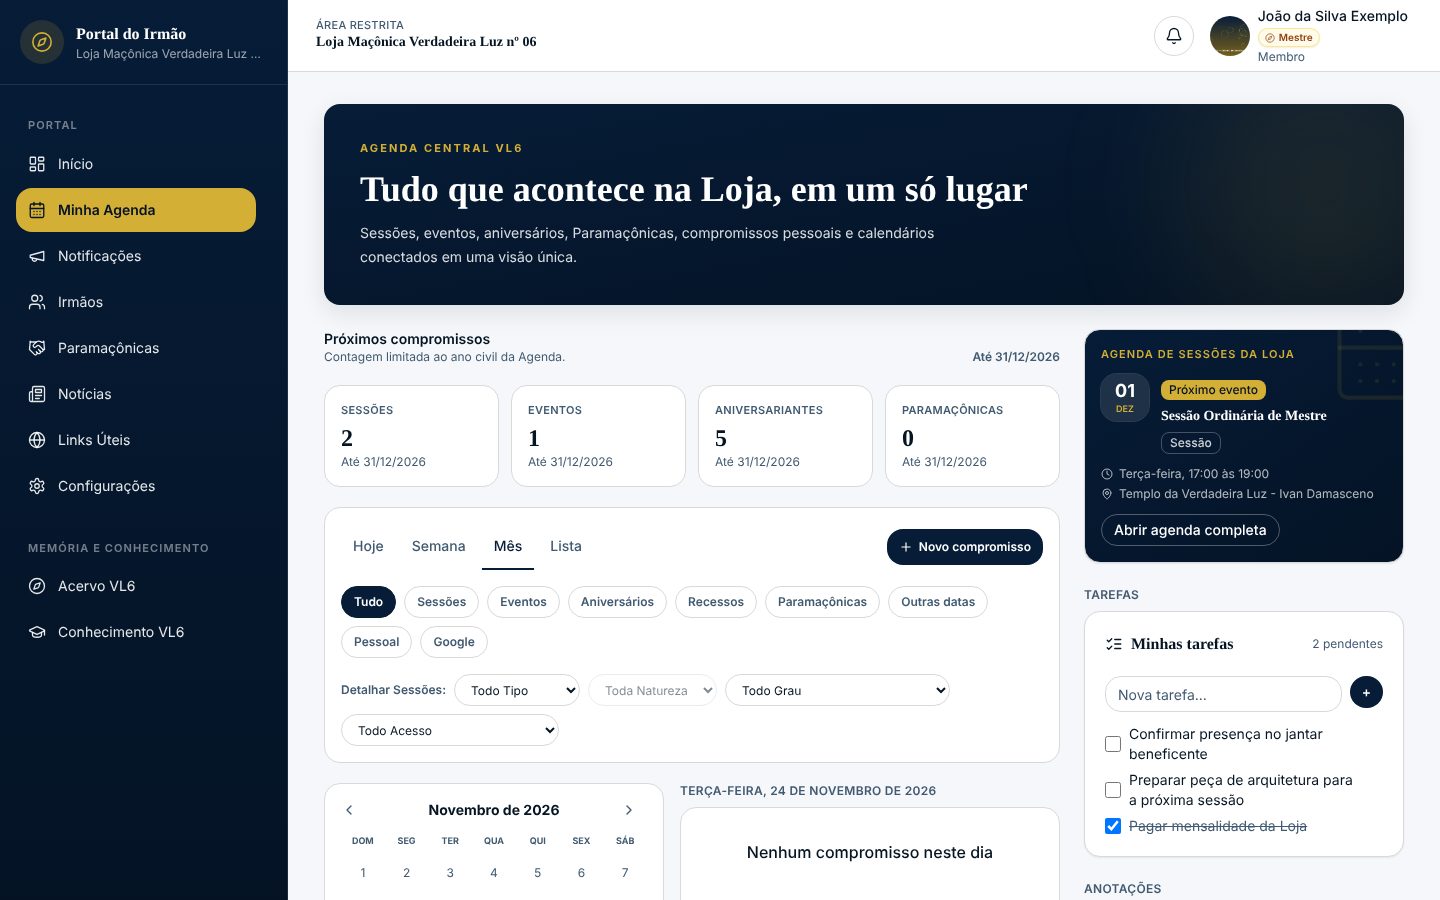 Portal do Irmão
Loja Maçônica Verdadeira Luz ...
PORTAL
Início
Minha Agenda
Notificações
Irmãos
Paramaçônicas
Notícias
Links Úteis
Configurações
MEMÓRIA E CONHECIMENTO
Acervo VL6
Conhecimento VL6
ÁREA RESTRITA
Loja Maçônica Verdadeira Luz nº 06
João da Silva Exemplo
Mestre
Membro
AGENDA CENTRAL VL6
Tudo que acontece na Loja, em um só lugar
Sessões, eventos, aniversários, Paramaçônicas, compromissos pessoais e calendários
conectados em uma visão única.
Próximos compromissos
Contagem limitada ao ano civil da Agenda.
Até 31/12/2026
SESSÕES
2
Até 31/12/2026
EVENTOS
1
Até 31/12/2026
ANIVERSARIANTES
5
Até 31/12/2026
PARAMAÇÔNICAS
0
Até 31/12/2026
Hoje Semana Mês Lista
+ Novo compromisso
Tudo Sessões Eventos Aniversários Recessos Paramaçônicas Outras datas
Pessoal Google
Detalhar Sessões: Todo Tipo Toda Natureza Todo Grau
Todo Acesso
Novembro de 2026
DOM SEG TER QUA QUI SEX SÁB
1 2 3 4 5 6 7
TERÇA-FEIRA, 24 DE NOVEMBRO DE 2026
Nenhum compromisso neste dia
AGENDA DE SESSÕES DA LOJA
01
DEZ
Próximo evento
Sessão Ordinária de Mestre
Sessão
Terça-feira, 17:00 às 19:00
Templo da Verdadeira Luz - Ivan Damasceno
Abrir agenda completa
TAREFAS
Minhas tarefas
2 pendentes
Nova tarefa...
+
Confirmar presença no jantar
beneficente
Preparar peça de arquitetura para
a próxima sessão
Pagar mensalidade da Loja
ANOTAÇÕES